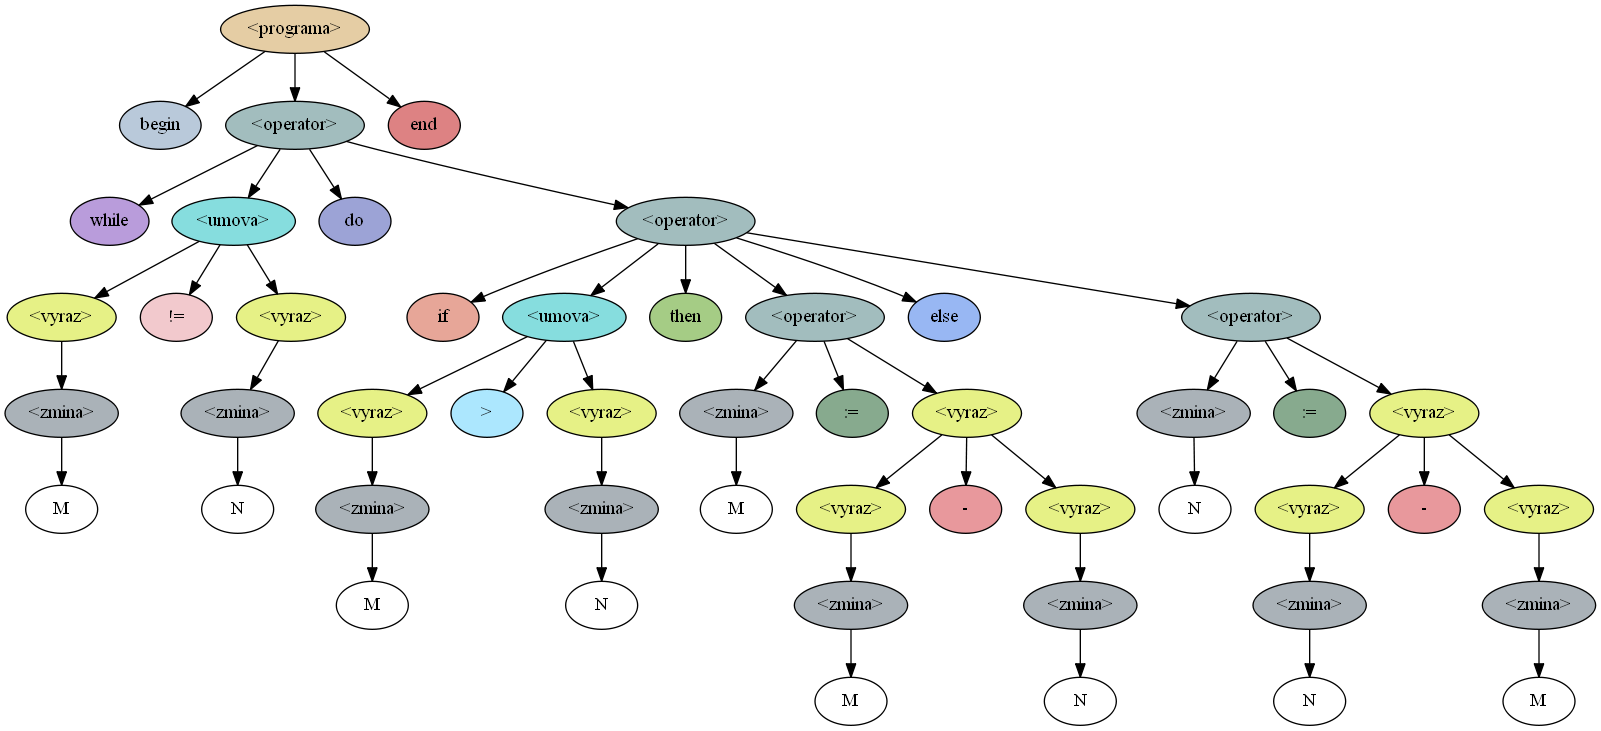 <programa>
begin <operator> end
while <umova> do <operator>
<vyraz> != <vyraz> if <umova> then <operator> else <operator>
<zmina> <zmina> <vyraz> > <vyraz> <zmina> := <vyraz> <zmina> := <vyraz>
M N <zmina> <zmina> M <vyraz> - <vyraz> N <vyraz> - <vyraz>
M N <zmina> <zmina> <zmina> <zmina>
M N N M